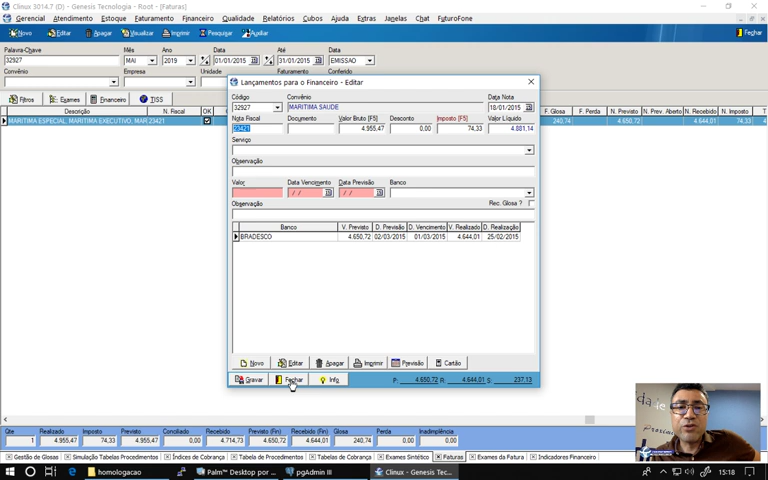 Clinux 3014.7 (D) - Genesis Tecnologia - Root - [Faturas]
Gerencial Atendimento Estoque Faturamento Financeiro Qualidade Relatórios Cubos Ajuda Extras Janelas Chat FuturoFone
Novo Editar Apagar Visualizar Imprimir Pesquisar Auxiliar Fechar
Palavra-Chave Mês Ano Data Até Data
32927 MAI 2019 01/01/2015 31/01/2015 EMISSAO
Convênio Empresa Unidade Faturamento Conferido
Filtros Exames Financeiro TISS
Descrição N. Fiscal OK F. Glosa F. Perda N. Previsto N. Prev. Aberto N. Recebido N. Imposto
MARITIMA ESPECIAL, MARITIMA EXECUTIVO, MAR 23421 240,74 4.650,72 4.644,01 74,33
Lançamentos para o Financeiro - Editar
Código Convênio Data Nota
32927 MARITIMA SAUDE 18/01/2015
Nota Fiscal Documento Valor Bruto [F5] Desconto Imposto [F5] Valor Líquido
23421 4.955,47 0,00 74,33 4.881,14
Serviço
Observação
Valor Data Vencimento Data Previsão Banco
/ / / /
Observação Rec. Glosa ?
Banco V. Previsto D. Previsão D. Vencimento V. Realizado D. Realização
BRADESCO 4.650,72 02/03/2015 01/03/2015 4.644,01 25/02/2015
Novo Editar Apagar Imprimir Previsão Cartão
Gravar Fechar Info P: 4.650,72 R: 4.644,01 S: 237,13
Qte Realizado Imposto Previsto Conciliado Recebido Previsto (Fin) Recebido (Fin) Glosa Perda Inadimplência
1 4.955,47 74,33 4.955,47 0,00 4.714,73 4.650,72 4.644,01 240,74 0,00 0,00
Gestão de Glosas Simulação Tabelas Procedimentos Índices de Cobrança Tabela de Procedimentos Tabelas de Cobrança Exames Sintético Faturas Exames da Fatura Indicadores Financeiro
homologacao Palm™ Desktop por ... pgAdmin III Clinux - Genesis Tec... 15:18